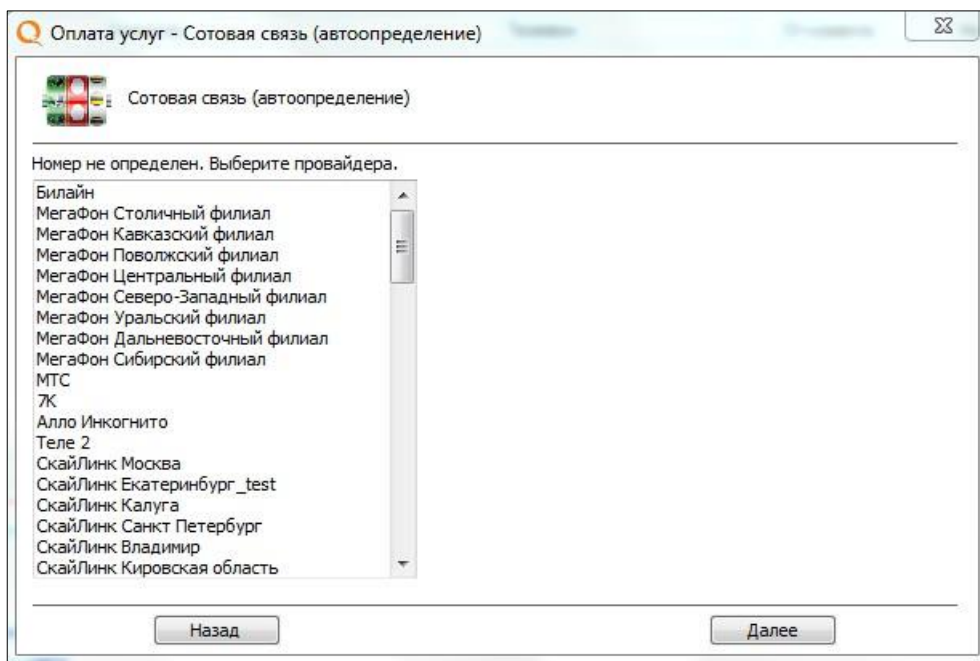 Оплата услуг - Сотовая связь (автоопределение)
Сотовая связь (автоопределение)
Номер не определен. Выберите провайдера.
Билайн
МегаФон Столичный филиал
МегаФон Кавказский филиал
МегаФон Поволжский филиал
МегаФон Центральный филиал
МегаФон Северо-Западный филиал
МегаФон Уральский филиал
МегаФон Дальневосточный филиал
МегаФон Сибирский филиал
МТС
7К
Алло Инкогнито
Теле 2
СкайЛинк Москва
СкайЛинк Екатеринбург_test
СкайЛинк Калуга
СкайЛинк Санкт Петербург
СкайЛинк Владимир
СкайЛинк Кировская область
Назад
Далее